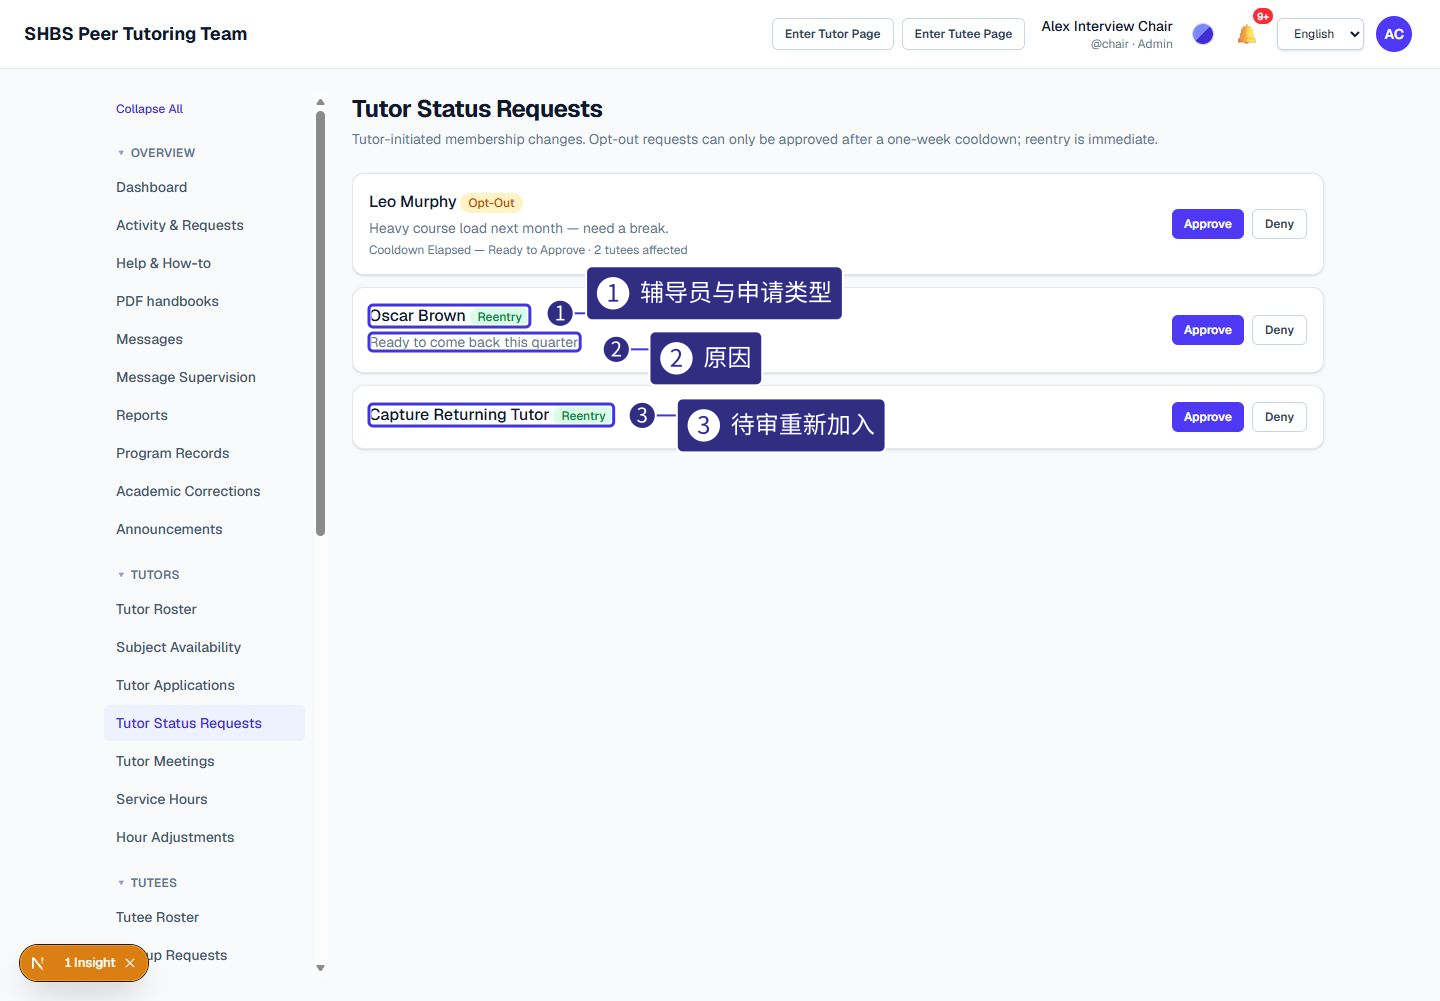 SHBS Peer Tutoring Team
Enter Tutor Page
Enter Tutee Page
Alex Interview Chair
@chair · Admin
9+
English
AC
Collapse All
OVERVIEW
Dashboard
Activity & Requests
Help & How-to
PDF handbooks
Messages
Message Supervision
Reports
Program Records
Academic Corrections
Announcements
TUTORS
Tutor Roster
Subject Availability
Tutor Applications
Tutor Status Requests
Tutor Meetings
Service Hours
Hour Adjustments
TUTEES
Tutee Roster
up Requests
N 1 Insight
Tutor Status Requests
Tutor-initiated membership changes. Opt-out requests can only be approved after a one-week cooldown; reentry is immediate.
Leo Murphy Opt-Out
Heavy course load next month — need a break.
Cooldown Elapsed — Ready to Approve · 2 tutees affected
Approve Deny
Oscar Brown Reentry
1
1 辅导员与申请类型
Ready to come back this quarter
2
2 原因
Approve Deny
Capture Returning Tutor Reentry
3
3 待审重新加入
Approve Deny